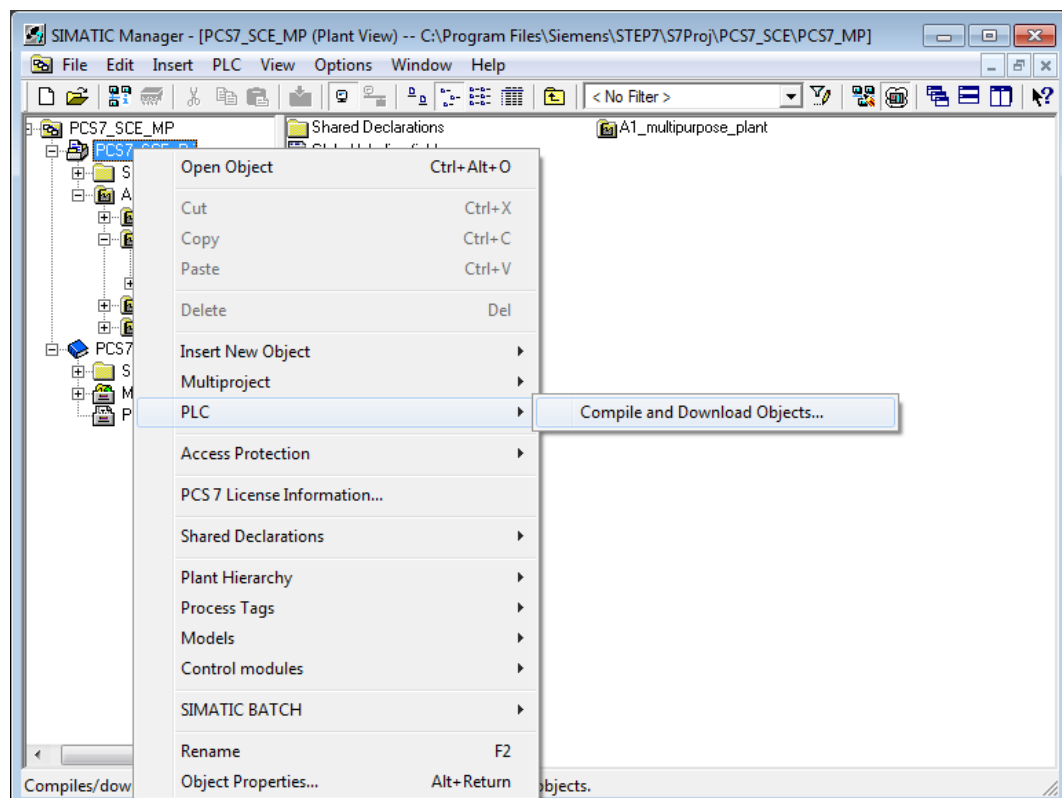 SIMATIC Manager - [PCS7_SCE_MP (Plant View) -- C:\Program Files\Siemens\STEP7\S7Proj\PCS7_SCE\PCS7_MP]
File Edit Insert PLC View Options Window Help
< No Filter >
PCS7_SCE_MP
Shared Declarations
A1_multipurpose_plant
Open Object Ctrl+Alt+O
Cut Ctrl+X
Copy Ctrl+C
Paste Ctrl+V
Delete Del
PCS7
Insert New Object
Multiproject
PLC
Compile and Download Objects...
Access Protection
PCS 7 License Information...
Shared Declarations
Plant Hierarchy
Process Tags
Models
Control modules
SIMATIC BATCH
Rename F2
Object Properties... Alt+Return
Compiles/dow
objects.